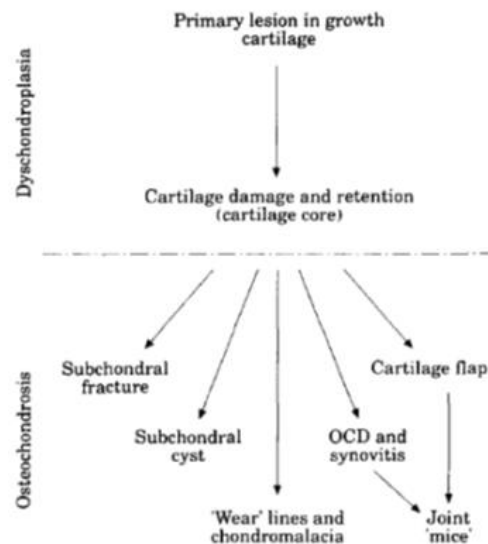 Primary lesion in growth
cartilage
Dyschondroplasia
Cartilage damage and retention
(cartilage core)
Osteochondrosis
Subchondral
fracture
Cartilage flap
Subchondral
cyst
OCD and
synovitis
'Wear' lines and
chondromalacia
Joint
'mice'